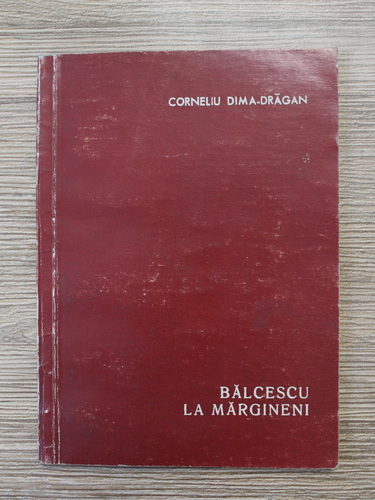 CORNELIU DIMA-DRĂGAN
BĂLCESCU
LA MĂRGINENI